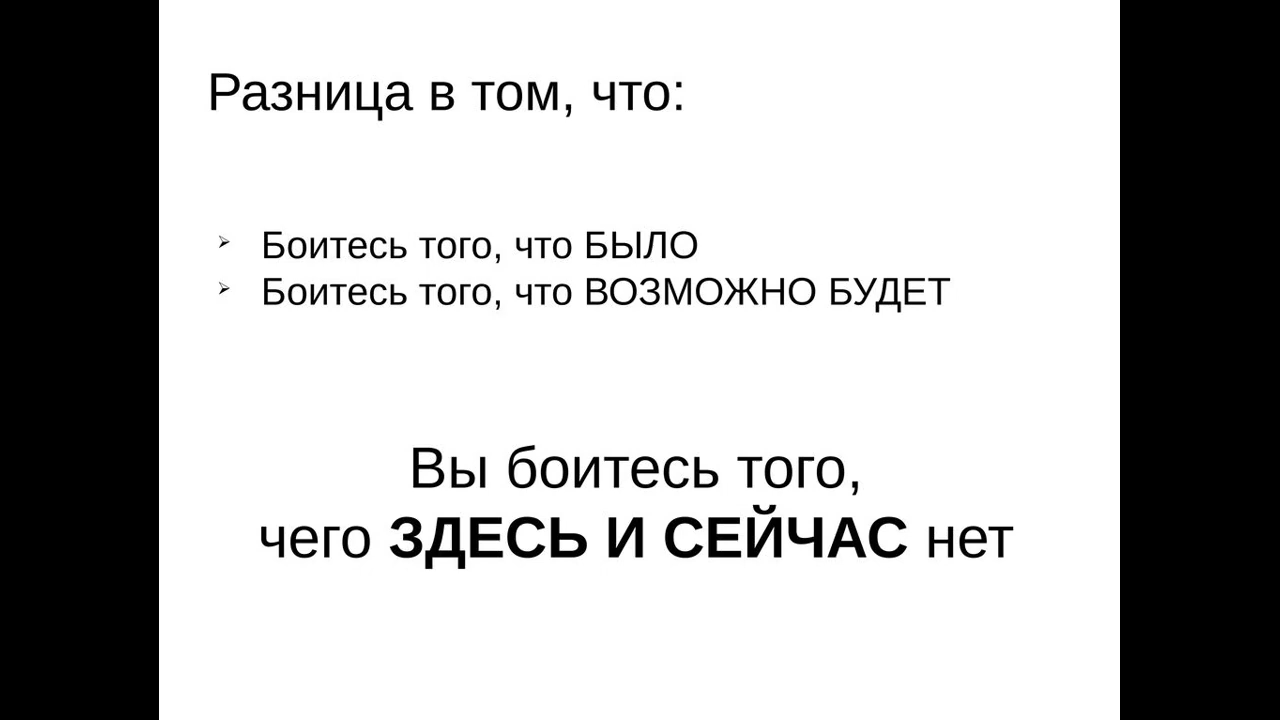 Разница в том, что:
➢ Боитесь того, что БЫЛО
➢ Боитесь того, что ВОЗМОЖНО БУДЕТ
Вы боитесь того,
чего ЗДЕСЬ И СЕЙЧАС нет